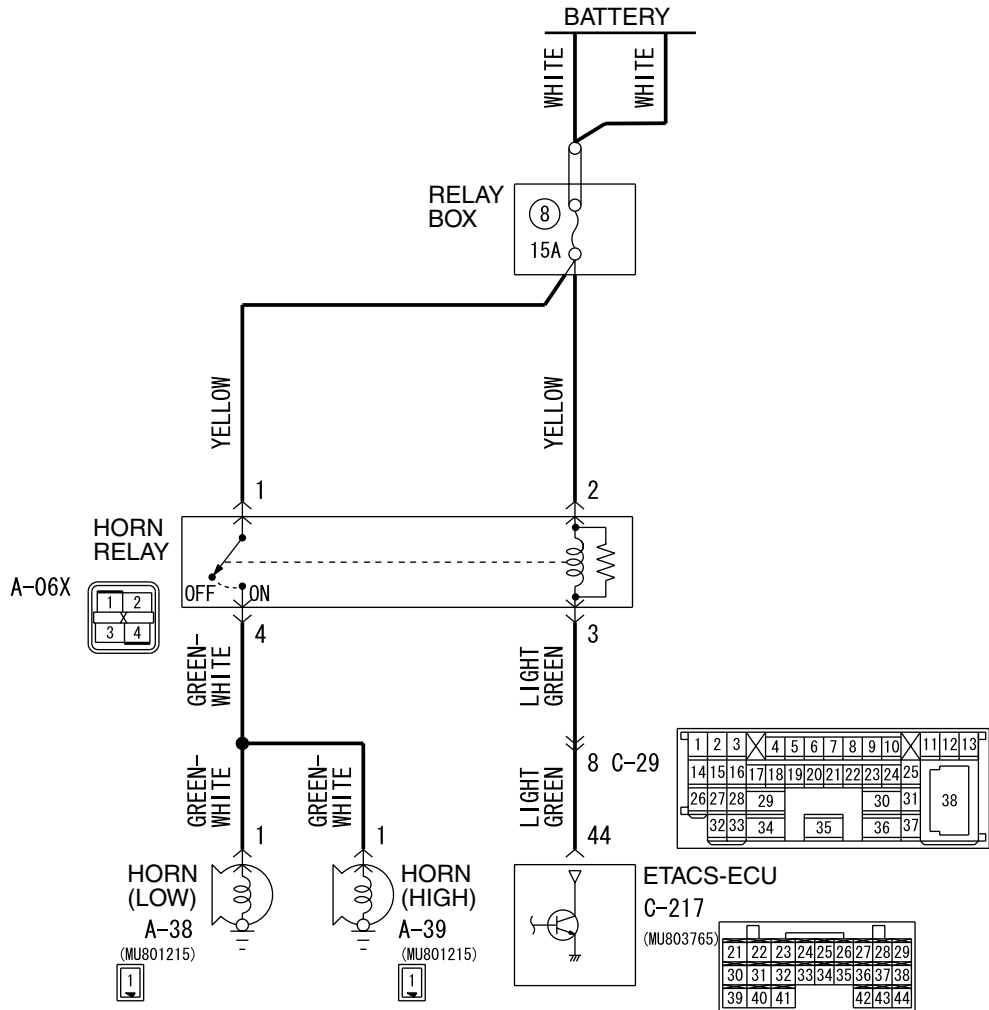 BATTERY
WHITE
WHITE
RELAY
BOX
8
15A
YELLOW
YELLOW
1
2
HORN
RELAY
OFF
ON
A-06X
1 2
X
3 4
4
3
GREEN-
WHITE
LIGHT
GREEN
8 C-29
GREEN-
WHITE
GREEN-
WHITE
LIGHT
GREEN
1
1
44
1 2 3 4 5 6 7 8 9 10 11 12 13
14 15 16 17 18 19 20 21 22 23 24 25
26 27 28 29 30 31 38
32 33 34 35 36 37
HORN
(LOW)
A-38
(MU801215)
1
HORN
(HIGH)
A-39
(MU801215)
1
ETACS-ECU
C-217
(MU803765)
21 22 23 24 25 26 27 28 29
30 31 32 33 34 35 36 37 38
39 40 41 42 43 44